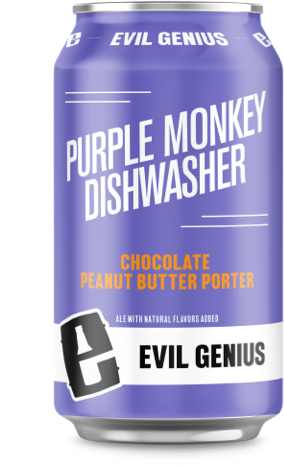 EVIL GENIUS
PURPLE MONKEY
DISHWASHER
CHOCOLATE
PEANUT BUTTER PORTER
ALE WITH NATURAL FLAVORS ADDED
EVIL GENIUS